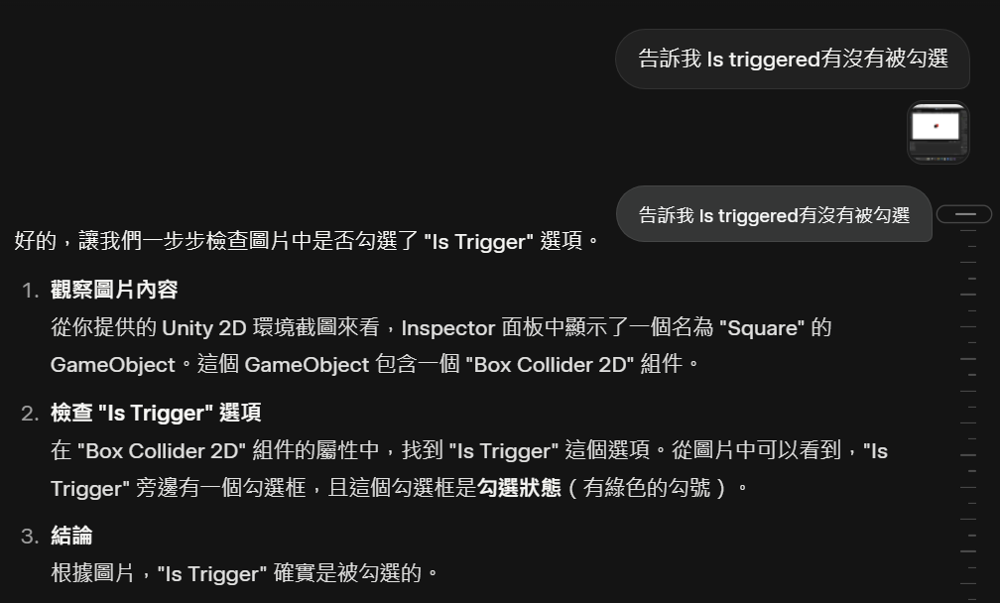 告訴我 Is triggered有沒有被勾選
告訴我 Is triggered有沒有被勾選
好的，讓我們一步步檢查圖片中是否勾選了 "Is Trigger" 選項。
1. 觀察圖片內容
從你提供的 Unity 2D 環境截圖來看，Inspector 面板中顯示了一個名為 "Square" 的
GameObject。這個 GameObject 包含一個 "Box Collider 2D" 組件。
2. 檢查 "Is Trigger" 選項
在 "Box Collider 2D" 組件的屬性中，找到 "Is Trigger" 這個選項。從圖片中可以看到，"Is
Trigger" 旁邊有一個勾選框，且這個勾選框是勾選狀態（有綠色的勾號）。
3. 結論
根據圖片，"Is Trigger" 確實是被勾選的。